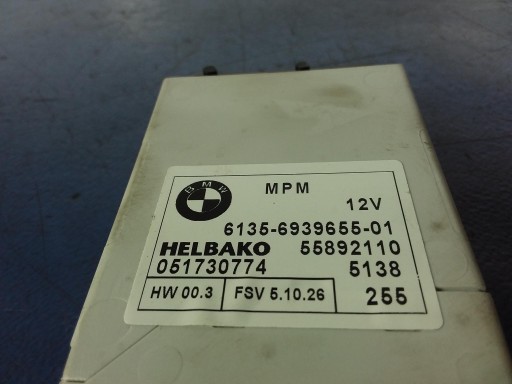 BMW
MPM
12V
6135-6939655-01
HELBAKO 55892110
051730774 5138
HW 00.3 FSV 5.10.26 255